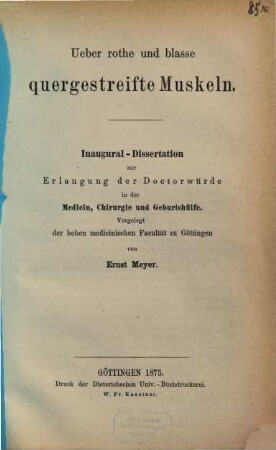 85
Ueber rothe und blasse
quergestreifte Muskeln.
Inaugural-Dissertation
zur
Erlangung der Doctorwürde
in der
Medicin, Chirurgie und Geburtshülfe.
Vorgelegt
der hohen medicinischen Facultät zu Göttingen
von
Ernst Meyer.
GÖTTINGEN 1875.
Druck der Dieterichschen Univ.-Buchdruckerei.
W. Fr. Kaestner.